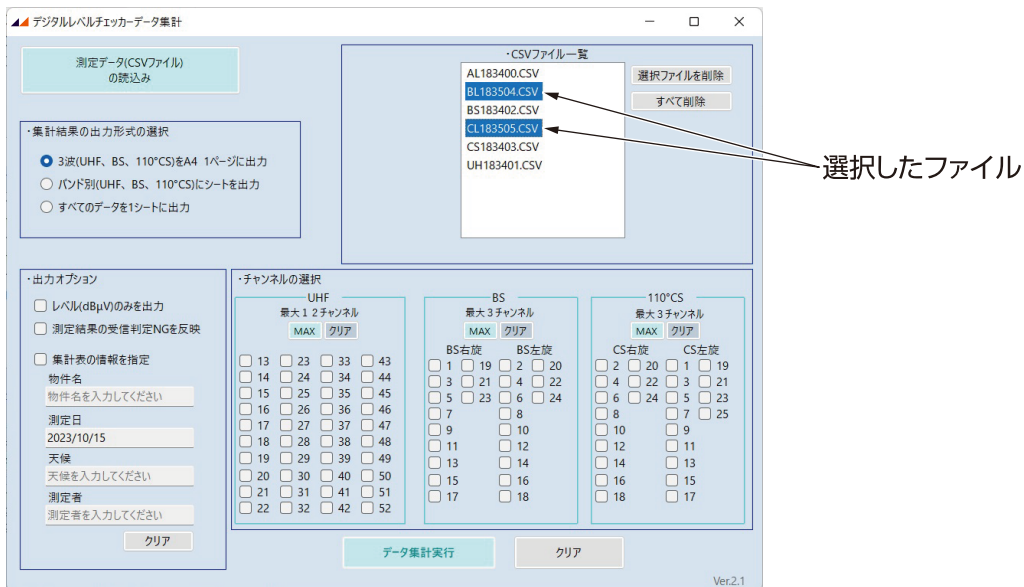 デジタルレベルチェッカーデータ集計
測定データ(CSVファイル)
の読込み
・集計結果の出力形式の選択
3波(UHF、BS、110°CS)をA4 1ページに出力
バンド別(UHF、BS、110°CS)にシートを出力
すべてのデータを1シートに出力
・CSVファイル一覧
AL183400.CSV
BL183504.CSV
BS183402.CSV
CL183505.CSV
CS183403.CSV
UH183401.CSV
選択ファイルを削除
すべて削除
選択したファイル
・出力オプション
レベル(dBμV)のみを出力
測定結果の受信判定NGを反映
集計表の情報を指定
物件名
物件名を入力してください
測定日
2023/10/15
天候
天候を入力してください
測定者
測定者を入力してください
クリア
・チャンネルの選択
UHF
最大12チャンネル
MAX クリア
13 23 33 43
14 24 34 44
15 25 35 45
16 26 36 46
17 27 37 47
18 28 38 48
19 29 39 49
20 30 40 50
21 31 41 51
22 32 42 52
BS
最大3チャンネル
MAX クリア
BS右旋 BS左旋
1 19 2 20
3 21 4 22
5 23 6 24
7 8
9 10
11 12
13 14
15 16
17 18
110°CS
最大3チャンネル
MAX クリア
CS右旋 CS左旋
2 20 1 19
4 22 3 21
6 24 5 23
8 7 25
10 9
12 11
14 13
16 15
18 17
データ集計実行
クリア
Ver.2.1